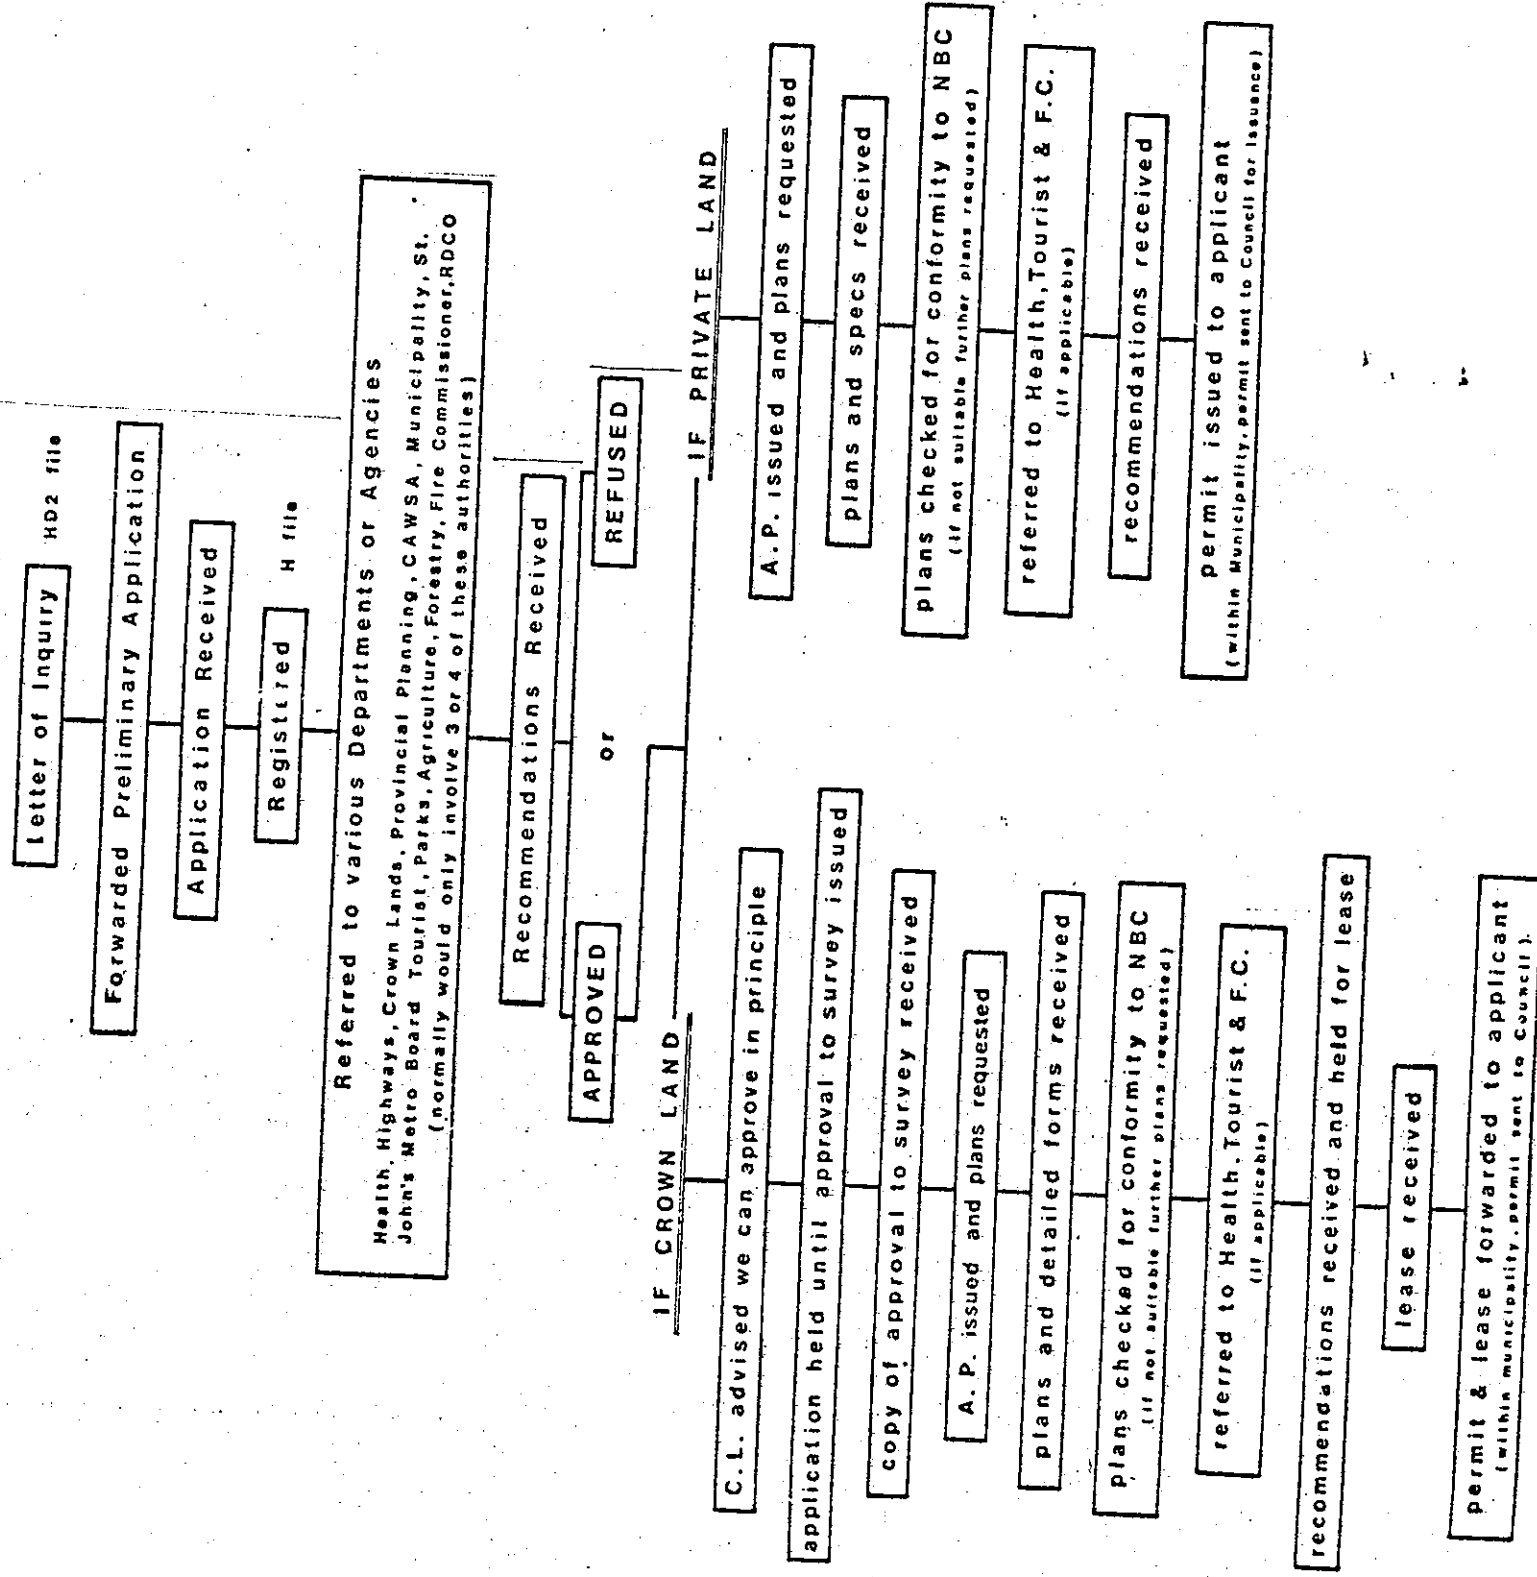 Letter of Inquiry
HD2 file
Forwarded Preliminary Application
Application Received
Registered
H file
Referred to various Departments or Agencies
Health, Highways, Crown Lands, Provincial Planning, CAWSA, Municipality, St.
John's Metro Board Tourist, Parks, Agriculture, Forestry, Fire Commissioner, RDCO
(normally would only involve 3 or 4 of these authorities)
Recommendations Received
APPROVED
or
REFUSED
IF CROWN LAND
C.L. advised we can approve in principle
application held until approval to survey issued
copy of approval to survey received
A.P. issued and plans requested
plans and detailed forms received
plans checked for conformity to NBC
(if not suitable further plans requested)
referred to Health, Tourist & F.C.
(if applicable)
recommendations received and held for lease
lease received
permit & lease forwarded to applicant
(within municipality, permit sent to Council).
IF PRIVATE LAND
A.P. issued and plans requested
plans and specs received
plans checked for conformity to NBC
(if not suitable further plans requested)
referred to Health, Tourist & F.C.
(if applicable)
recommendations received
permit issued to applicant
(within Municipality, permit sent to Council for issuance)